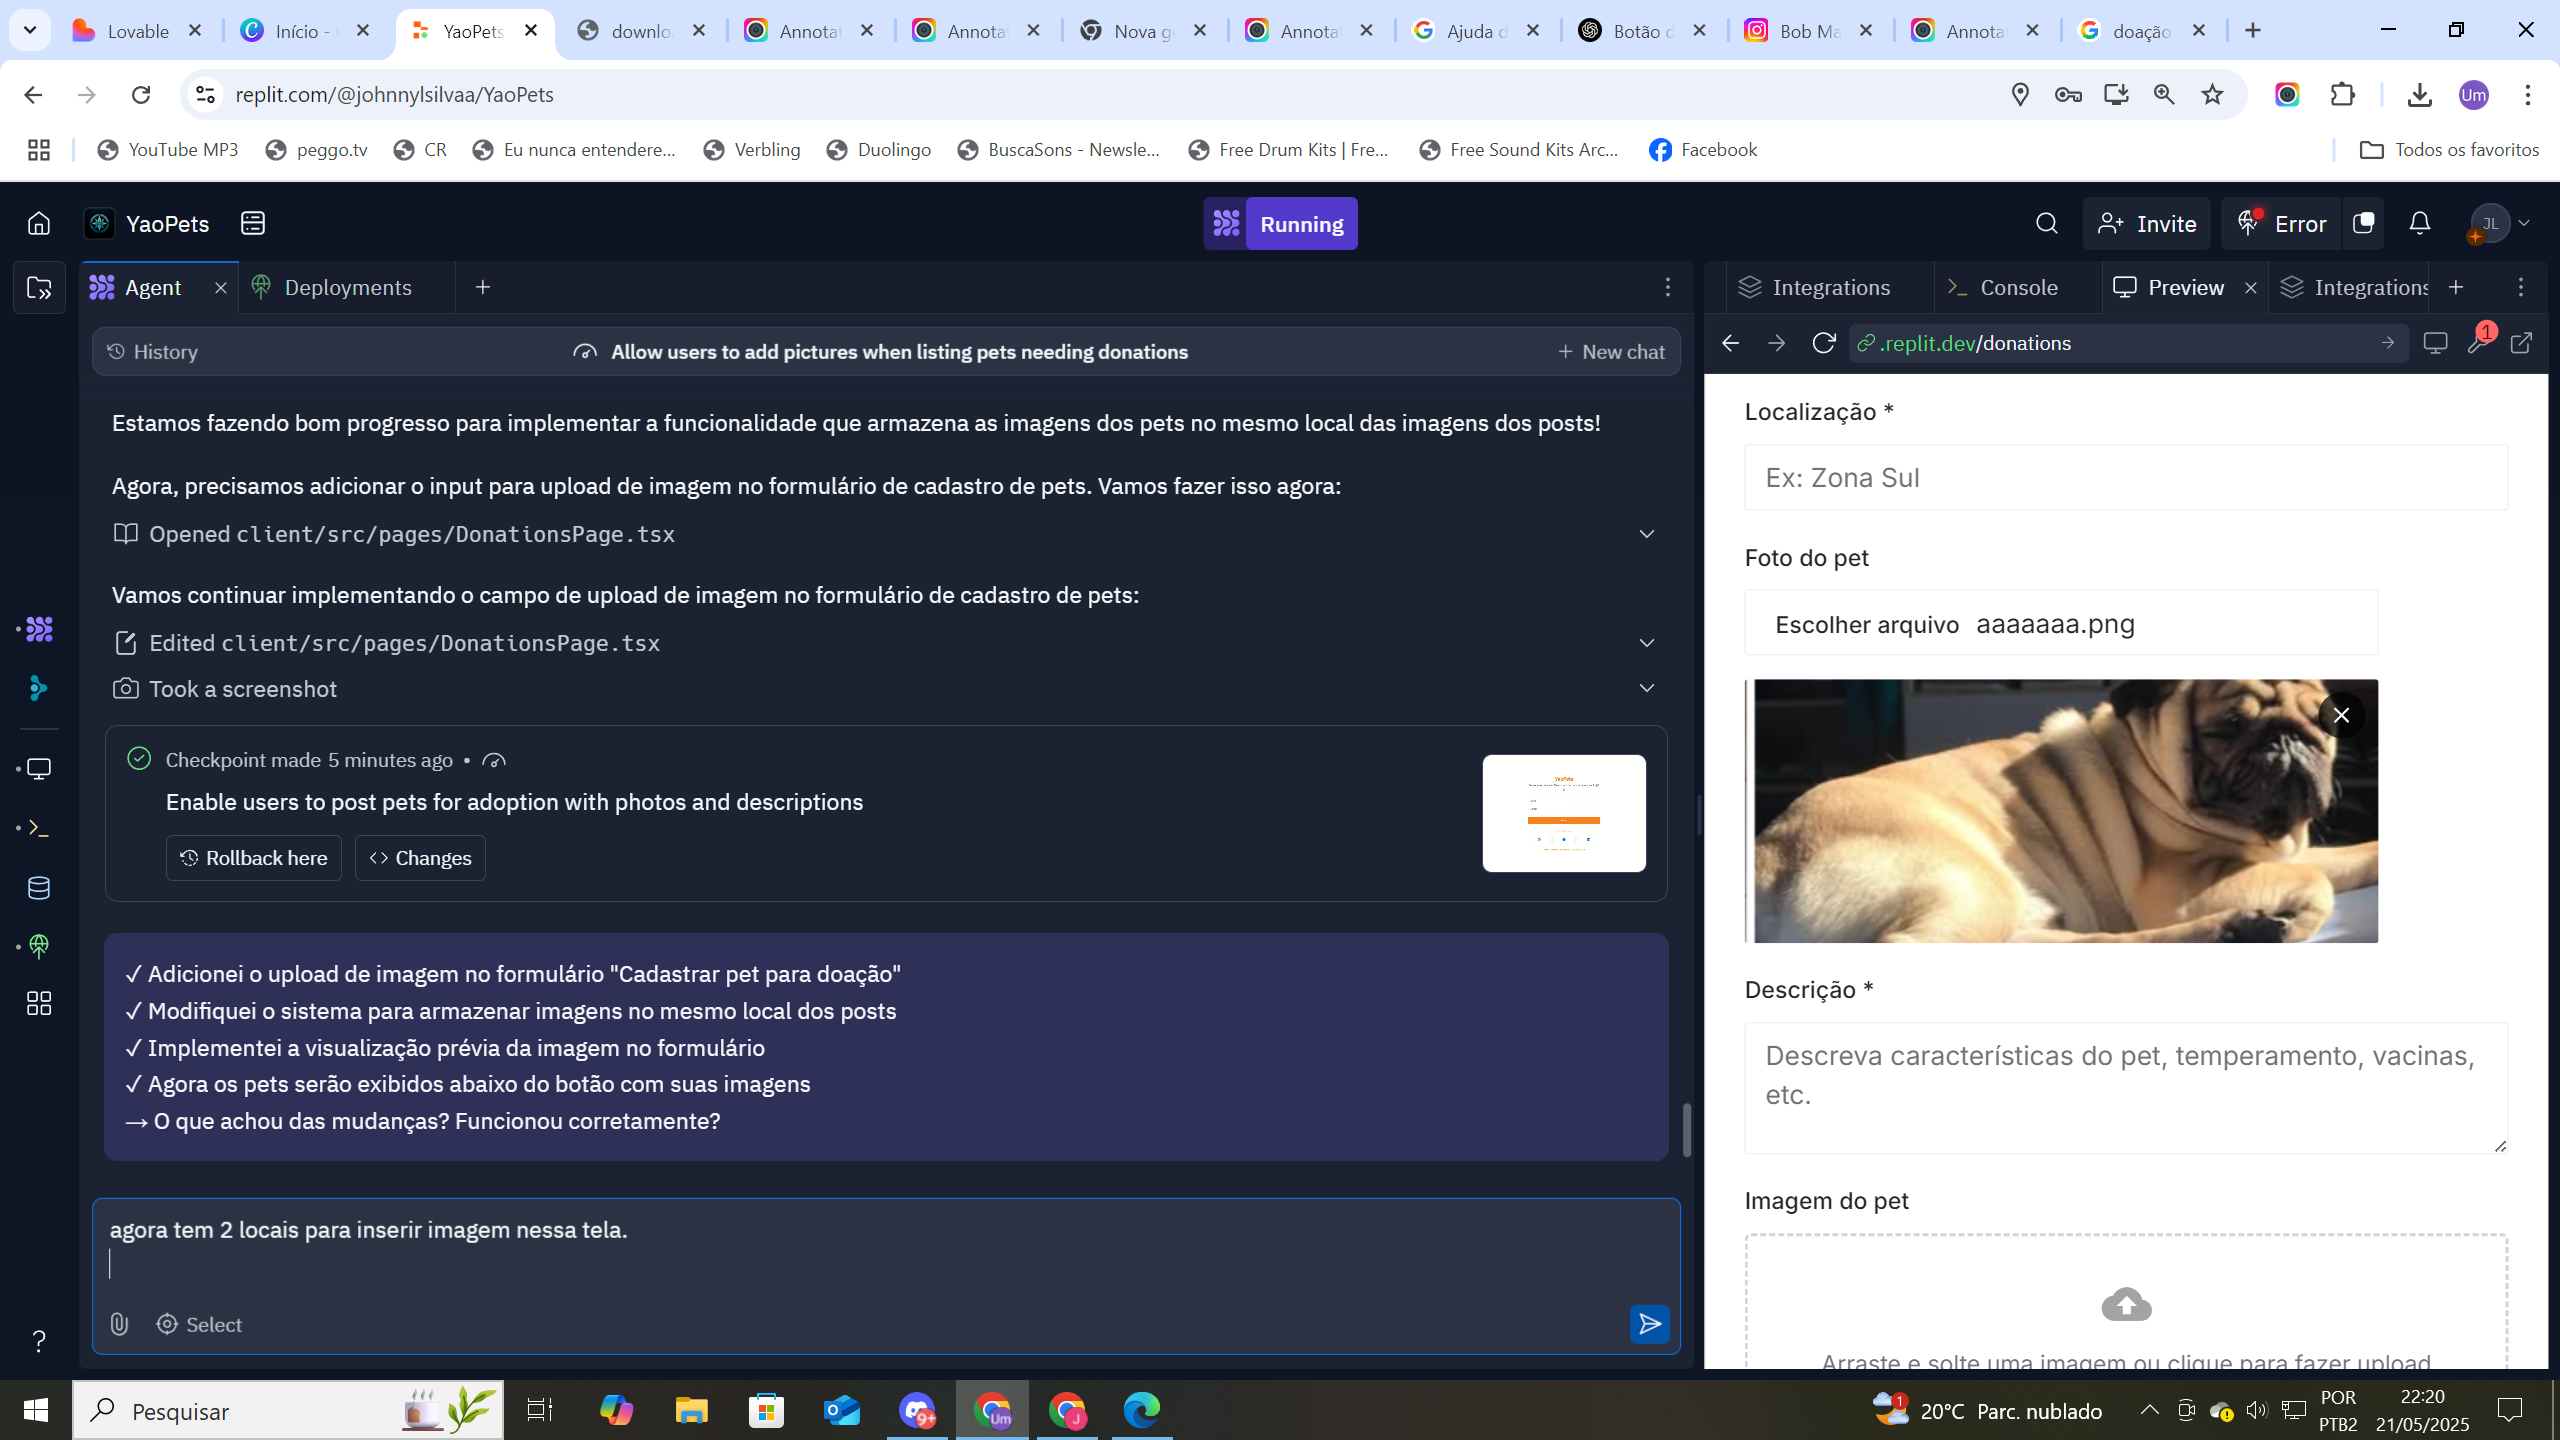 Lovable
Início -
YaoPets
downlo
Annota
Annota
Nova g
Annota
Ajuda d
Botão d
Bob Ma
Annota
doação
replit.com/@johnnylsilvaa/YaoPets
Um
YouTube MP3
peggo.tv
CR
Eu nunca entendere...
Verbling
Duolingo
BuscaSons - Newsle...
Free Drum Kits | Fre...
Free Sound Kits Arc...
Facebook
Todos os favoritos
YaoPets
Running
Invite
Error
JL
Agent
Deployments
Integrations
Console
Preview
Integrations
History
Allow users to add pictures when listing pets needing donations
New chat
.replit.dev/donations
1
Estamos fazendo bom progresso para implementar a funcionalidade que armazena as imagens dos pets no mesmo local das imagens dos posts!
Agora, precisamos adicionar o input para upload de imagem no formulário de cadastro de pets. Vamos fazer isso agora:
Opened client/src/pages/DonationsPage.tsx
Vamos continuar implementando o campo de upload de imagem no formulário de cadastro de pets:
Edited client/src/pages/DonationsPage.tsx
Took a screenshot
Checkpoint made 5 minutes ago •
Enable users to post pets for adoption with photos and descriptions
Rollback here
Changes
YaoPets
✓ Adicionei o upload de imagem no formulário "Cadastrar pet para doação"
✓ Modifiquei o sistema para armazenar imagens no mesmo local dos posts
✓ Implementei a visualização prévia da imagem no formulário
✓ Agora os pets serão exibidos abaixo do botão com suas imagens
→ O que achou das mudanças? Funcionou corretamente?
agora tem 2 locais para inserir imagem nessa tela.
Select
Localização *
Ex: Zona Sul
Foto do pet
Escolher arquivo aaaaaaa.png
Descrição *
Descreva características do pet, temperamento, vacinas,
etc.
Imagem do pet
Arraste e solte uma imagem ou clique para fazer upload
Pesquisar
9+
Um
J
1
20°C Parc. nublado
POR
PTB2
22:20
21/05/2025